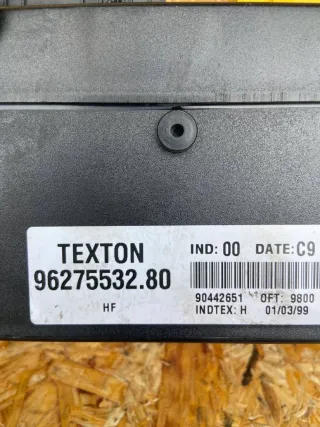 TEXTON IND: 00 DATE: C9
96275532.80
90442651 OFT: 9800
HF INDTEX: H 01/03/99